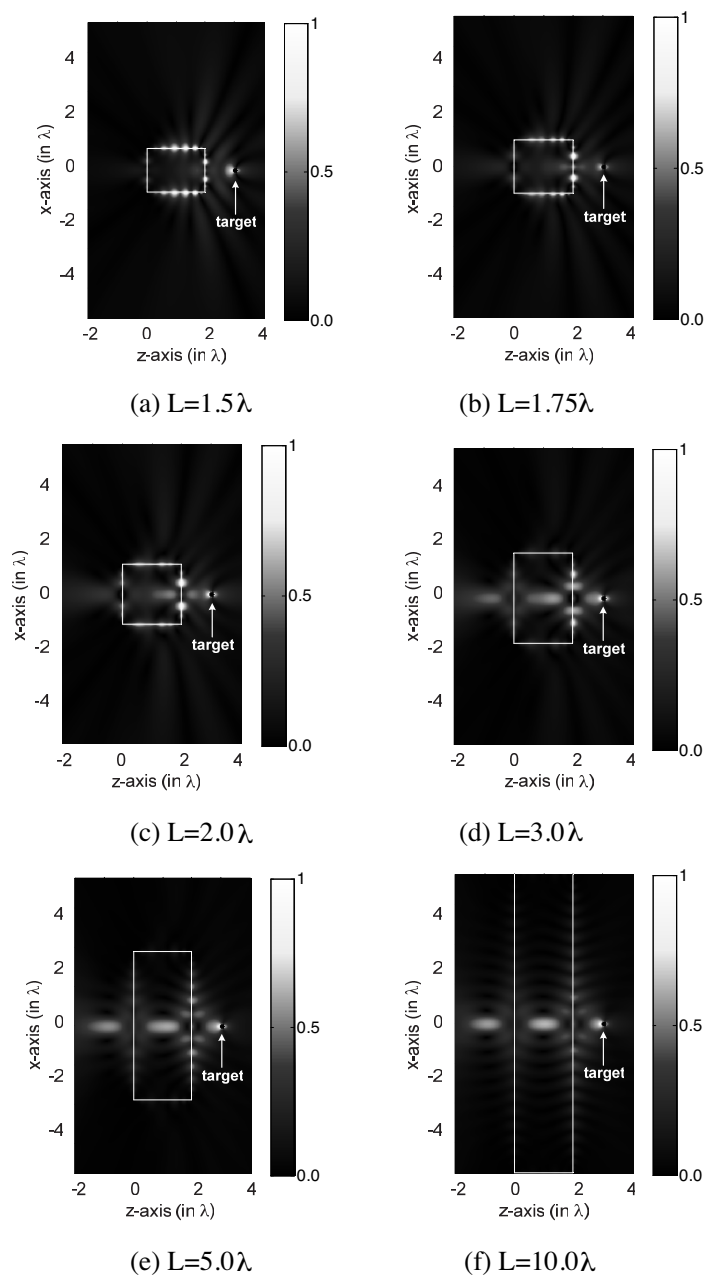 1
4
2
0
-2
-4
x-axis (in λ)
target
0.5
0.0
-2 0 2 4
z-axis (in λ)
(a) L=1.5λ
1
4
2
0
-2
-4
x-axis (in λ)
target
0.5
0.0
-2 0 2 4
z-axis (in λ)
(b) L=1.75λ
1
4
2
0
-2
-4
x-axis (in λ)
target
0.5
0.0
-2 0 2 4
z-axis (in λ)
(c) L=2.0λ
1
4
2
0
-2
-4
x-axis (in λ)
target
0.5
0.0
-2 0 2 4
z-axis (in λ)
(d) L=3.0λ
1
4
2
0
-2
-4
x-axis (in λ)
target
0.5
0.0
-2 0 2 4
z-axis (in λ)
(e) L=5.0λ
1
4
2
0
-2
-4
x-axis (in λ)
target
0.5
0.0
-2 0 2 4
z-axis (in λ)
(f) L=10.0λ